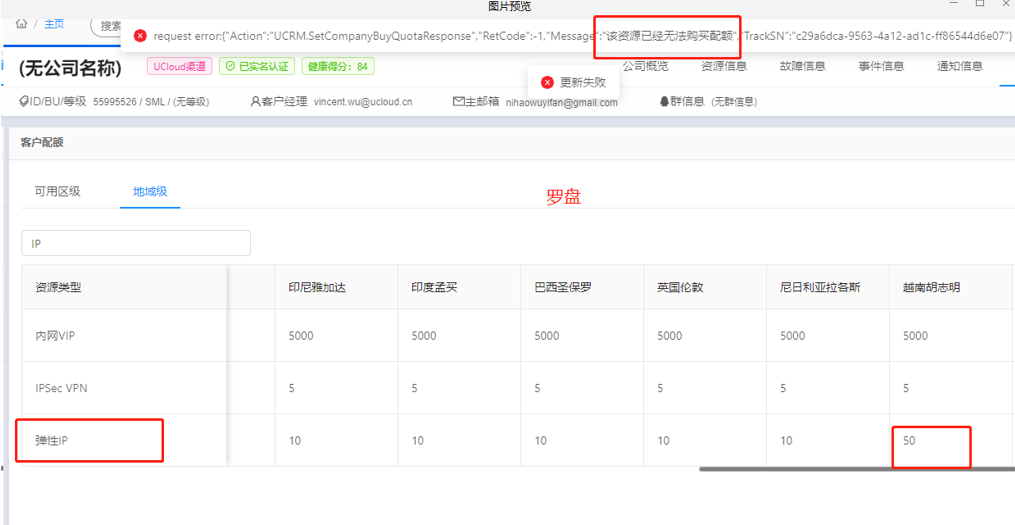 图片预览
/ 主页
搜索
request error:{"Action":"UCRM.SetCompanyBuyQuotaResponse","RetCode":-1,"Message":"该资源已经无法购买配额","TrackSN":"c29a6dca-9563-4a12-ad1c-ff86544d6e07"}
(无公司名称) UCloud渠道 已实名认证 健康得分：84
更新失败
公司概览 资源信息 故障信息 事件信息 通知信息
ID/BU/等级 55995526 / SML / (无等级) 客户经理 vincent.wu@ucloud.cn 主邮箱 nihaowuyifan@gmail.com 群信息 (无群信息)
客户配额
可用区级 地域级
罗盘
IP
资源类型 印尼雅加达 印度孟买 巴西圣保罗 英国伦敦 尼日利亚拉各斯 越南胡志明
内网VIP 5000 5000 5000 5000 5000 5000
IPSec VPN 5 5 5 5 5 5
弹性IP 10 10 10 10 10 50